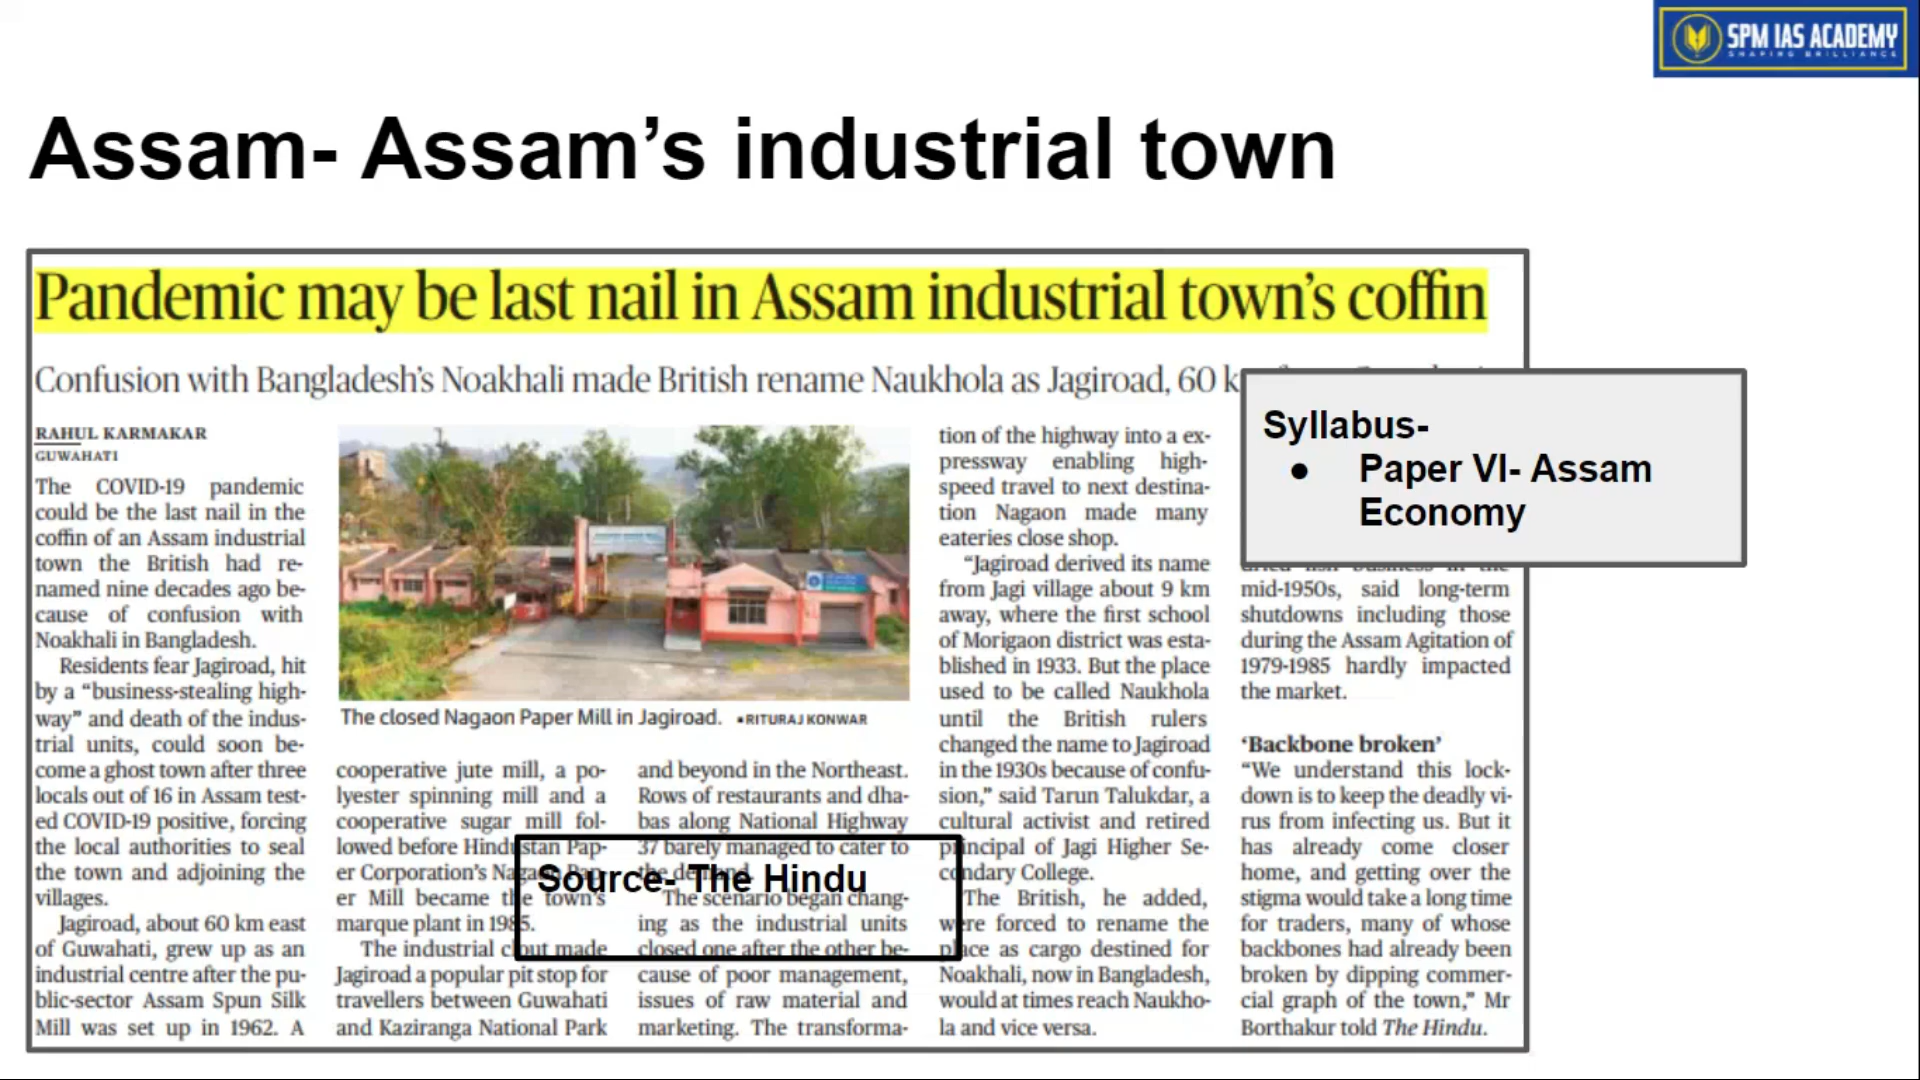 SPM IAS ACADEMY
SHAPING BRILLIANCE
Assam- Assam's industrial town
Pandemic may be last nail in Assam industrial town's coffin
Confusion with Bangladesh's Noakhali made British rename Naukhola as Jagiroad, 60
RAHUL KARMAKAR
GUWAHATI
The COVID-19 pandemic
could be the last nail in the
coffin of an Assam industrial
town the British had re-
named nine decades ago be-
cause of confusion with
Noakhali in Bangladesh.
Residents fear Jagiroad, hit
by a “business-stealing high-
way” and death of the indus-
trial units, could soon be-
come a ghost town after three
locals out of 16 in Assam test-
ed COVID-19 positive, forcing
the local authorities to seal
the town and adjoining the
villages.
Jagiroad, about 60 km east
of Guwahati, grew up as an
industrial centre after the pu-
blic-sector Assam Spun Silk
Mill was set up in 1962. A
The closed Nagaon Paper Mill in Jagiroad. •RITURAJ KONWAR
cooperative jute mill, a po-
lyester spinning mill and a
cooperative sugar mill fol-
lowed before Hindustan Pap-
er Corporation's Nagaon Pap-
er Mill became the town's
marque plant in 1985.
The industrial clout made
Jagiroad a popular pit stop for
travellers between Guwahati
and Kaziranga National Park
and beyond in the Northeast.
Rows of restaurants and dha-
bas along National Highway
37 barely managed to cater to
the demand.
The scenario began chang-
ing as the industrial units
closed one after the other be-
cause of poor management,
issues of raw material and
marketing. The transforma-
Source- The Hindu
tion of the highway into a ex-
pressway enabling high-
speed travel to next destina-
tion Nagaon made many
eateries close shop.
“Jagiroad derived its name
from Jagi village about 9 km
away, where the first school
of Morigaon district was esta-
blished in 1933. But the place
used to be called Naukhola
until the British rulers
changed the name to Jagiroad
in the 1930s because of confu-
sion,” said Tarun Talukdar, a
cultural activist and retired
principal of Jagi Higher Se-
condary College.
The British, he added,
were forced to rename the
place as cargo destined for
Noakhali, now in Bangladesh,
would at times reach Naukho-
la and vice versa.
Syllabus-
● Paper VI- Assam
Economy
dried fish business in the
mid-1950s, said long-term
shutdowns including those
during the Assam Agitation of
1979-1985 hardly impacted
the market.
‘Backbone broken’
“We understand this lock-
down is to keep the deadly vi-
rus from infecting us. But it
has already come closer
home, and getting over the
stigma would take a long time
for traders, many of whose
backbones had already been
broken by dipping commer-
cial graph of the town,” Mr
Borthakur told The Hindu.